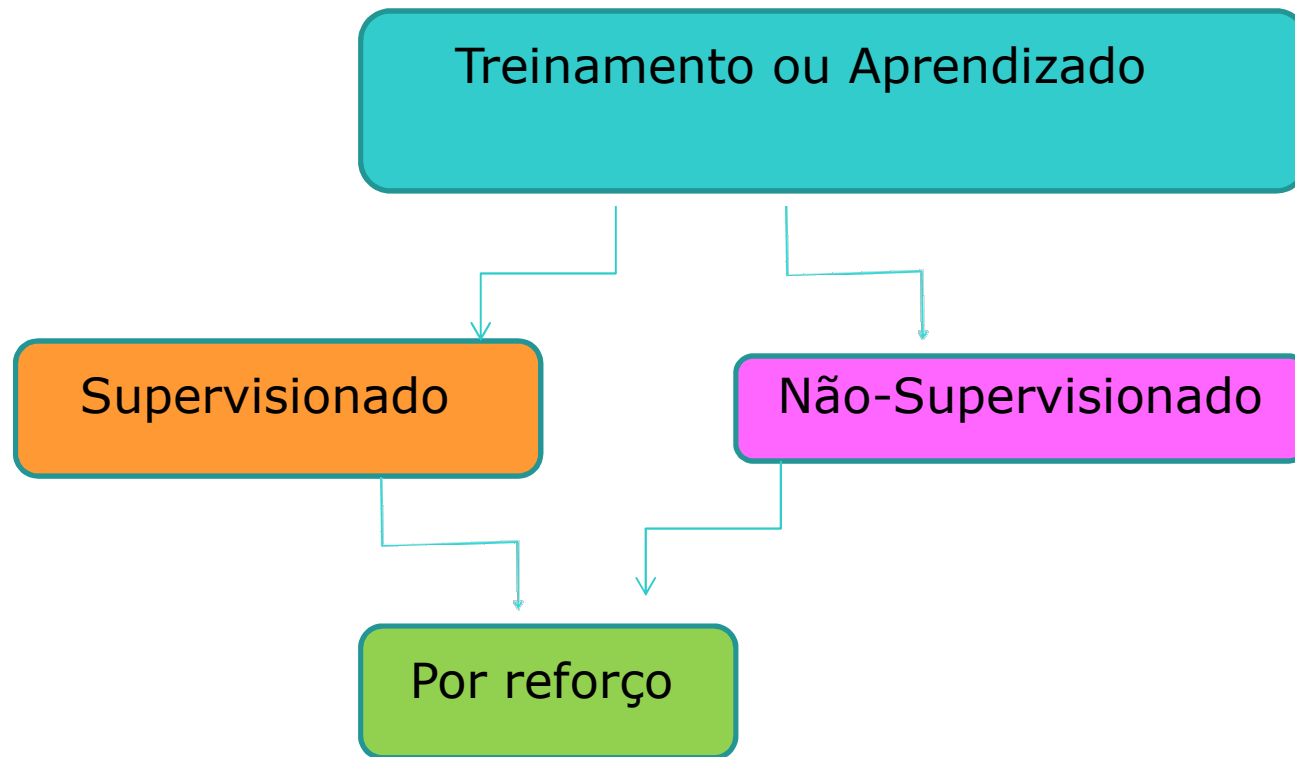 Treinamento ou Aprendizado
Supervisionado
Não-Supervisionado
Por reforço